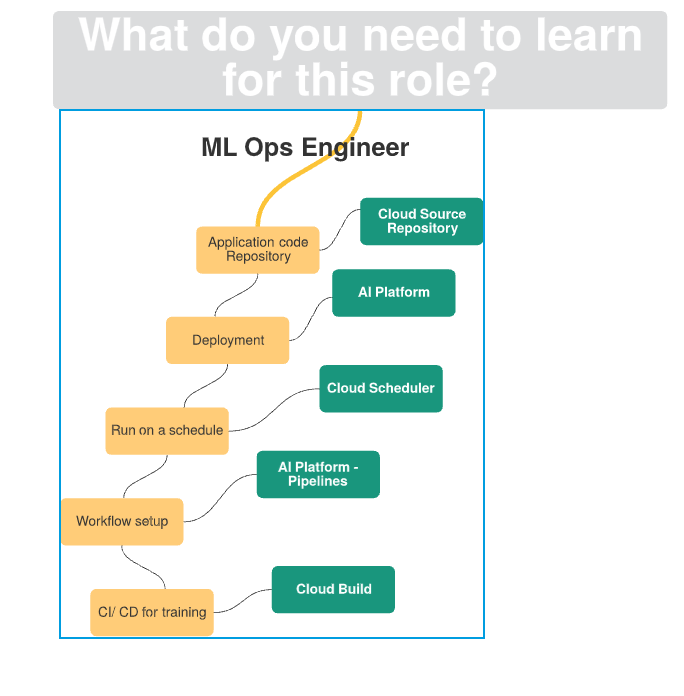 What do you need to learn
for this role?
ML Ops Engineer
Cloud Source
Repository
Application code
Repository
AI Platform
Deployment
Cloud Scheduler
Run on a schedule
AI Platform -
Pipelines
Workflow setup
Cloud Build
CI/ CD for training